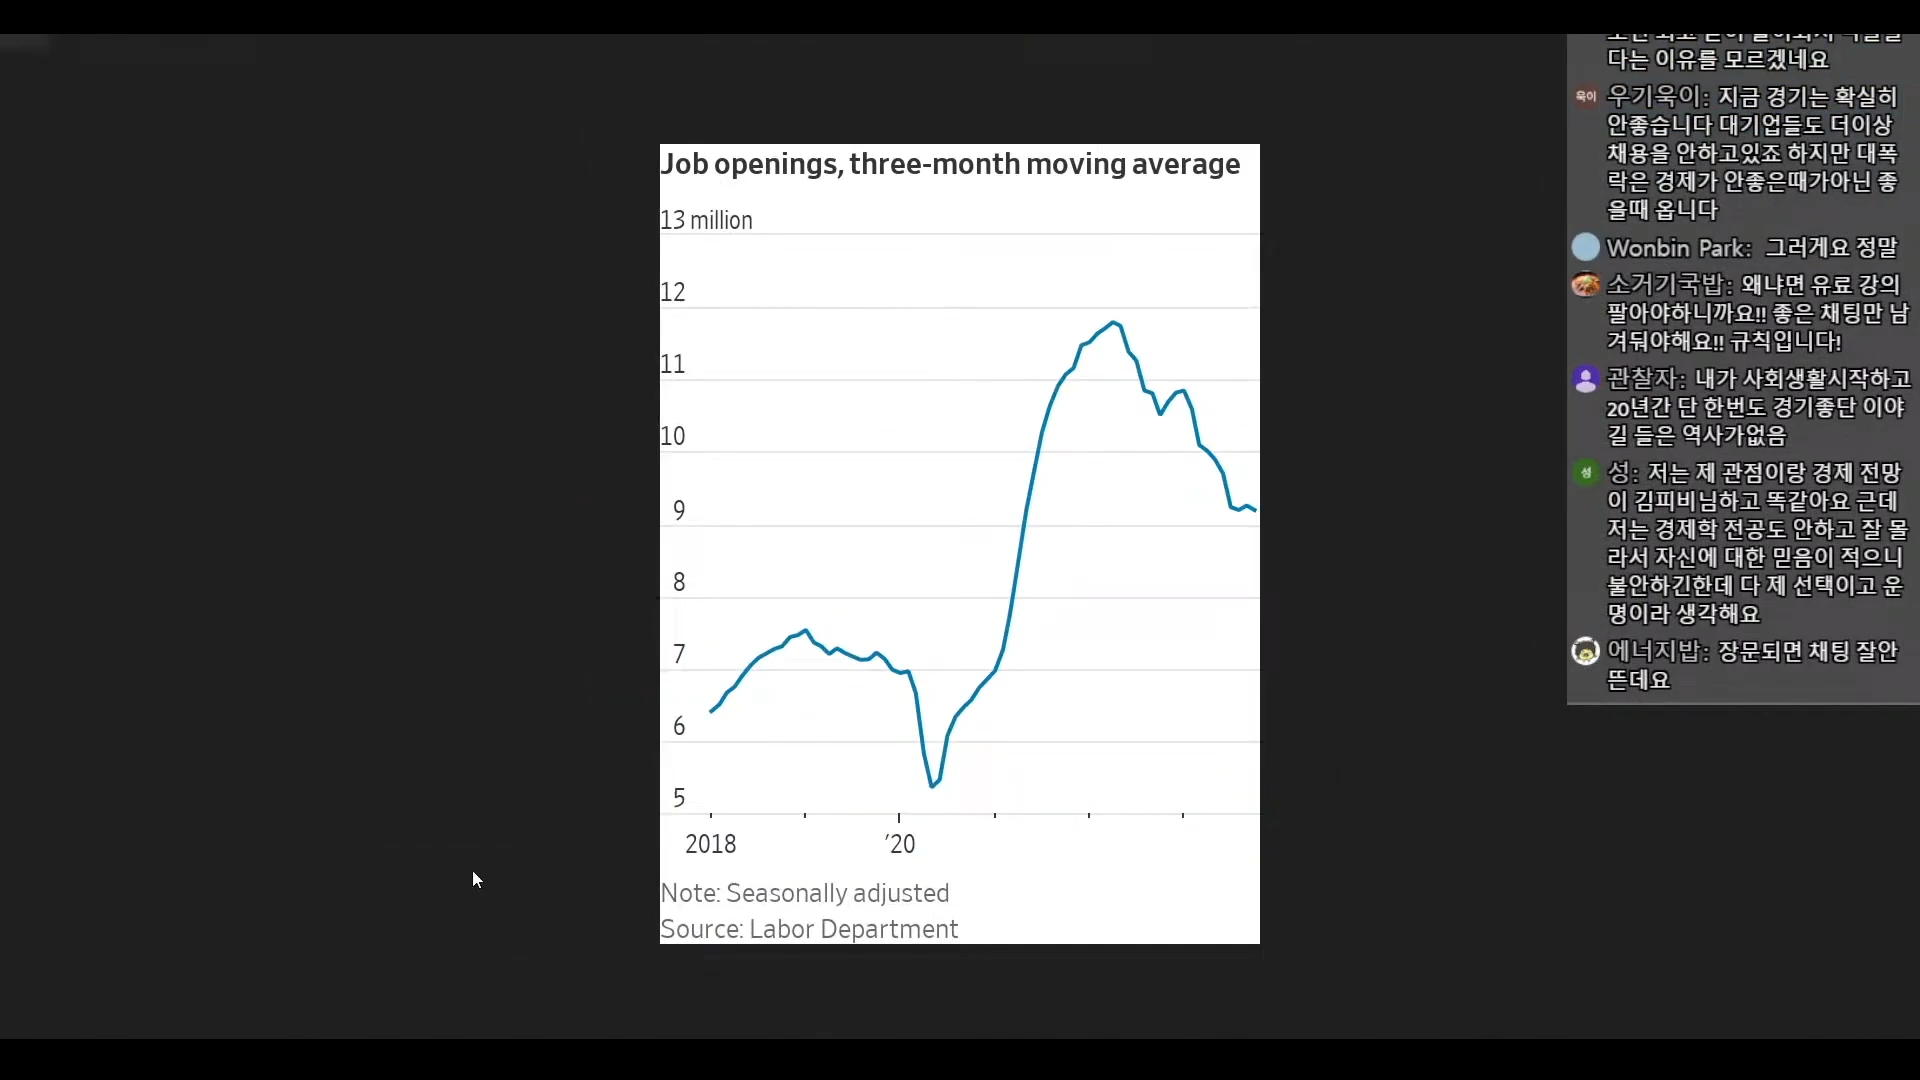 Job openings, three-month moving average
13 million
12
11
10
9
8
7
6
5
2018
’20
Note: Seasonally adjusted
Source: Labor Department
다는 이유를 모르겠네요
욱이
우기욱이: 지금 경기는 확실히
안좋습니다 대기업들도 더이상
채용을 안하고있죠 하지만 대폭
락은 경제가 안좋은때가아닌 좋
을때 옵니다
Wonbin Park: 그러게요 정말
소거기국밥: 왜냐면 유료 강의
팔아야하니까요!! 좋은 채팅만 남
겨둬야해요!! 규칙입니다!
관찰자: 내가 사회생활시작하고
20년간 단 한번도 경기좋단 이야
길 들은 역사가없음
성
성: 저는 제 관점이랑 경제 전망
이 김피비님하고 똑같아요 근데
저는 경제학 전공도 안하고 잘 몰
라서 자신에 대한 믿음이 적으니
불안하긴한데 다 제 선택이고 운
명이라 생각해요
에너지밥: 장문되면 채팅 잘안
뜬데요